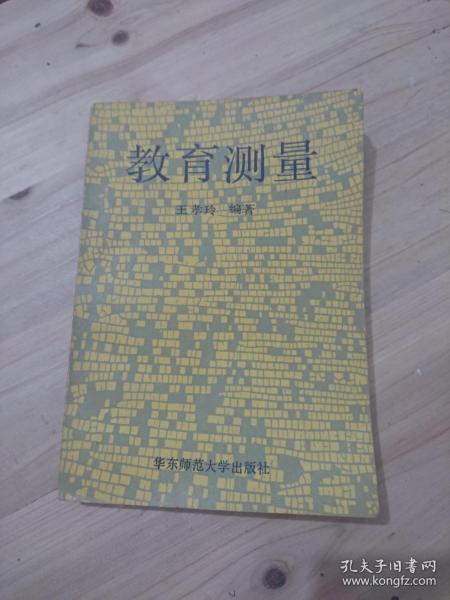 教育测量
王孝玲 编著
华东师范大学出版社
孔夫子旧书网
www.kongfz.com